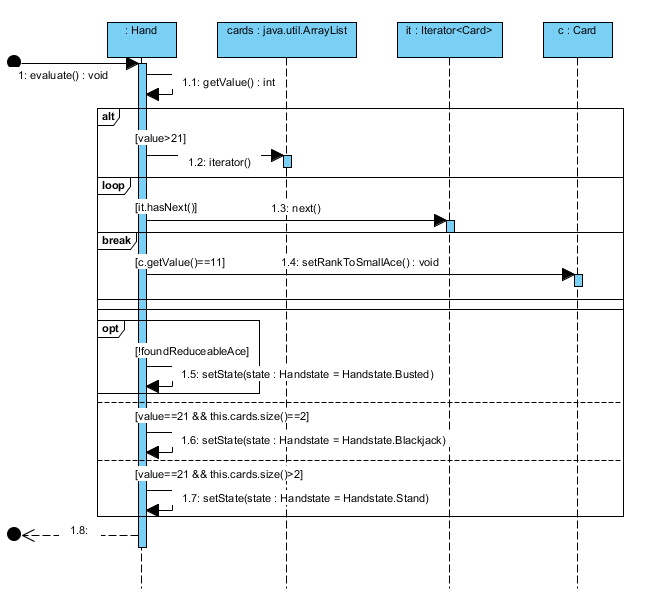 : Hand
cards : java.util.ArrayList
it : Iterator<Card>
c : Card
1: evaluate() : void
1.1: getValue() : int
alt
[value>21]
1.2: iterator()
loop
[it.hasNext()]
1.3: next()
break
[c.getValue()==11]
1.4: setRankToSmallAce() : void
opt
[!foundReduceableAce]
1.5: setState(state : Handstate = Handstate.Busted)
[value==21 && this.cards.size()==2]
1.6: setState(state : Handstate = Handstate.Blackjack)
[value==21 && this.cards.size()>2]
1.7: setState(state : Handstate = Handstate.Stand)
1.8: